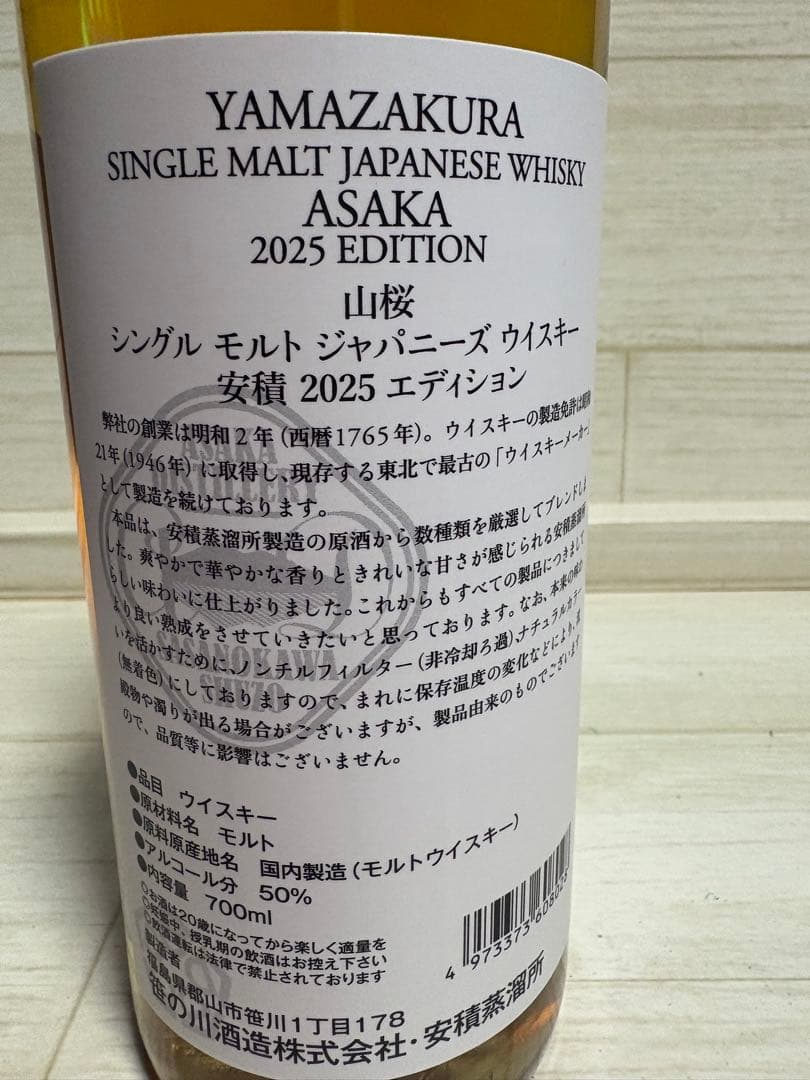 YAMAZAKURA
SINGLE MALT JAPANESE WHISKY
ASAKA
2025 EDITION
山桜
シングル モルト ジャパニーズ ウイスキー
安積 2025 エディション
弊社の創業は明和2年(西暦1765年)。ウイスキーの製造免許は昭和
21年(1946年)に取得し、現存する東北で最古の「ウイスキーメーカー」
として製造を続けております。
本品は、安積蒸溜所製造の原酒から数種類を厳選してブレンドしま
した。爽やかで華やかな香りときれいな甘さが感じられる安積蒸溜所
らしい味わいに仕上がりました。これからもすべての製品につきまして
より良い熟成をさせていきたいと思っております。なお、本来の味わ
いを活かすために、ノンチルフィルター(非冷却ろ過)、ナチュラルカラー
(無着色)にしておりますので、まれに保存温度の変化などにより、沈
殿物や濁りが出る場合がございますが、製品由来のものでございます
ので、品質等に影響はございません。
ASAKA
DISTILLERY
SASANOKAWA
SHUZO
●品目 ウイスキー
●原材料名 モルト
●原料原産地名 国内製造(モルトウイスキー)
●アルコール分 50%
●内容量 700ml
○お酒は20歳になってから楽しく適量を
○妊娠中、授乳期の飲酒はお控え下さい
○飲酒運転は法律で禁止されております
製造者
福島県郡山市笹川1丁目178
笹の川酒造株式会社・安積蒸溜所
4 973373 60802